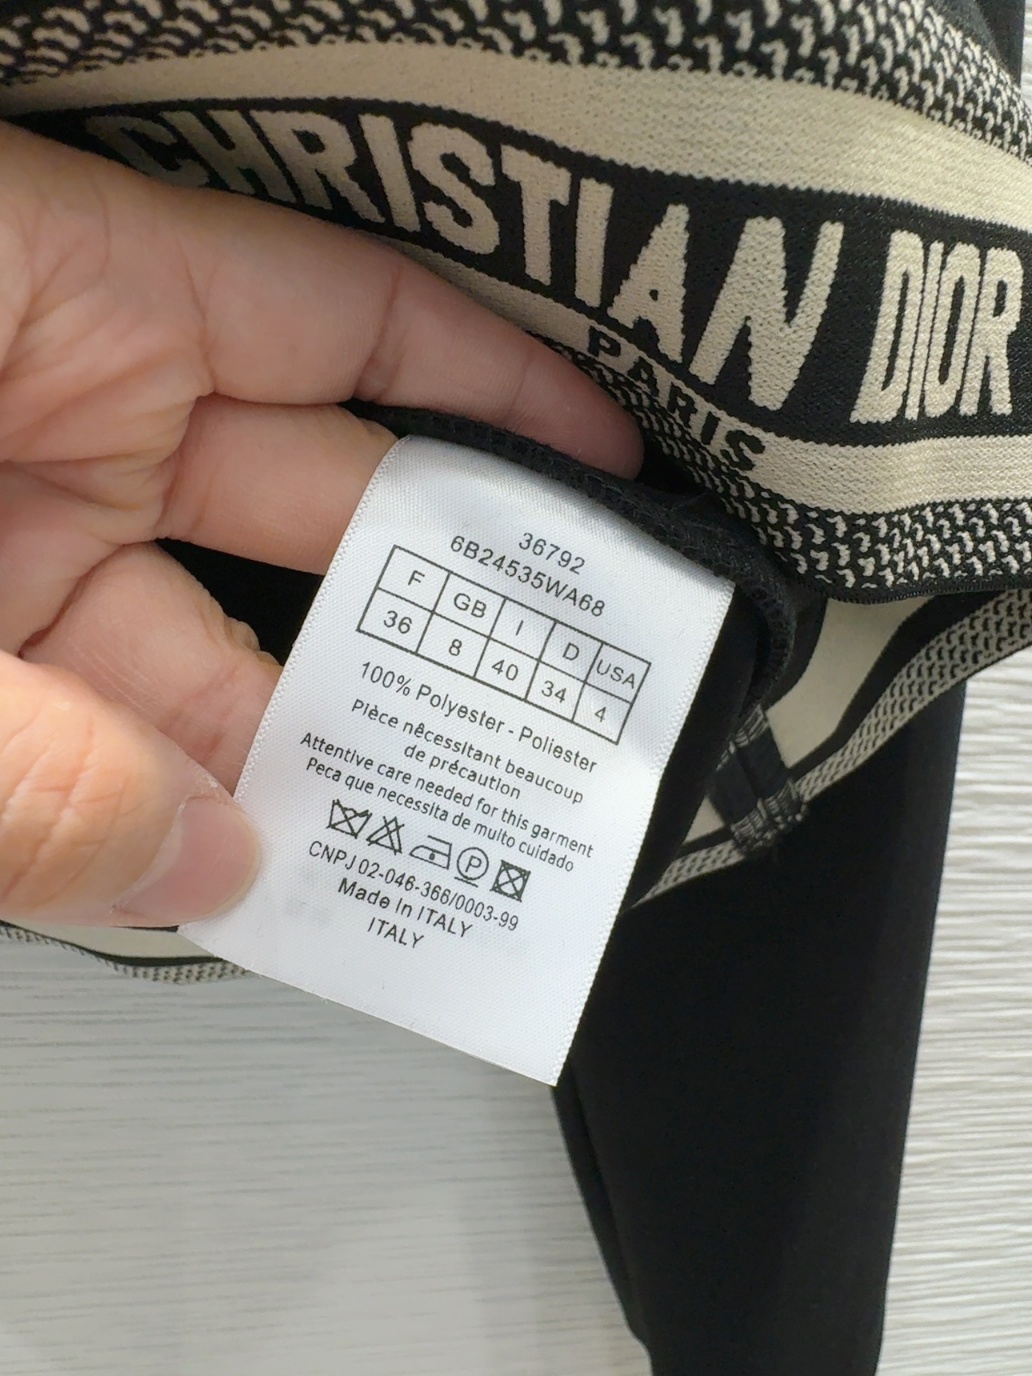 CHRISTIAN DIOR
PARIS
36792
6B24535WA68
F GB I D USA
36 8 40 34 4
100% Polyester - Poliester
Pièce nêcessitant beaucoup
de précaution
Attentive care needed for this garment
Peca que necessita de muito cuidado
P
CNPJ 02-046-366/0003-99
Made In ITALY
ITALY